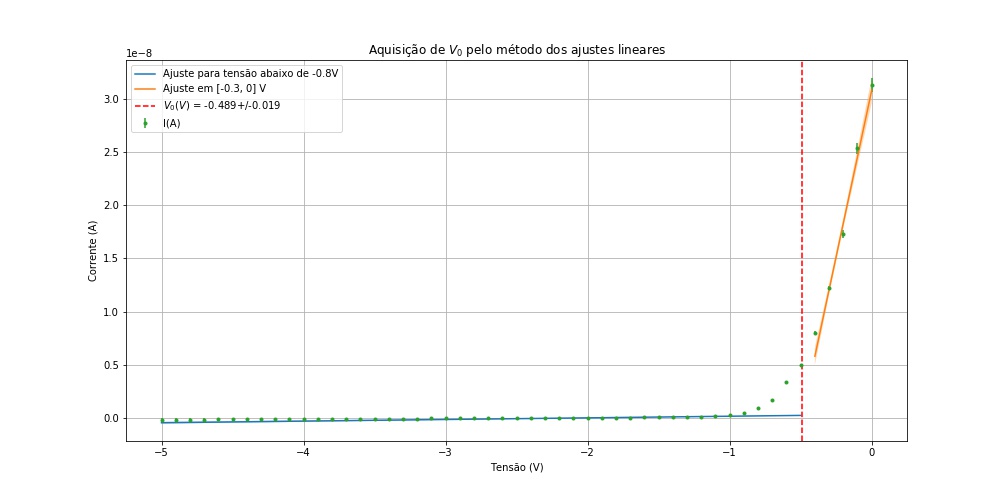 Aquisição de V₀ pelo método dos ajustes lineares
1e−8
Ajuste para tensão abaixo de -0.8V
Ajuste em [-0.3, 0] V
V₀(V) = -0.489+/-0.019
I(A)
3.0
2.5
2.0
1.5
1.0
0.5
0.0
Corrente (A)
−5 −4 −3 −2 −1 0
Tensão (V)